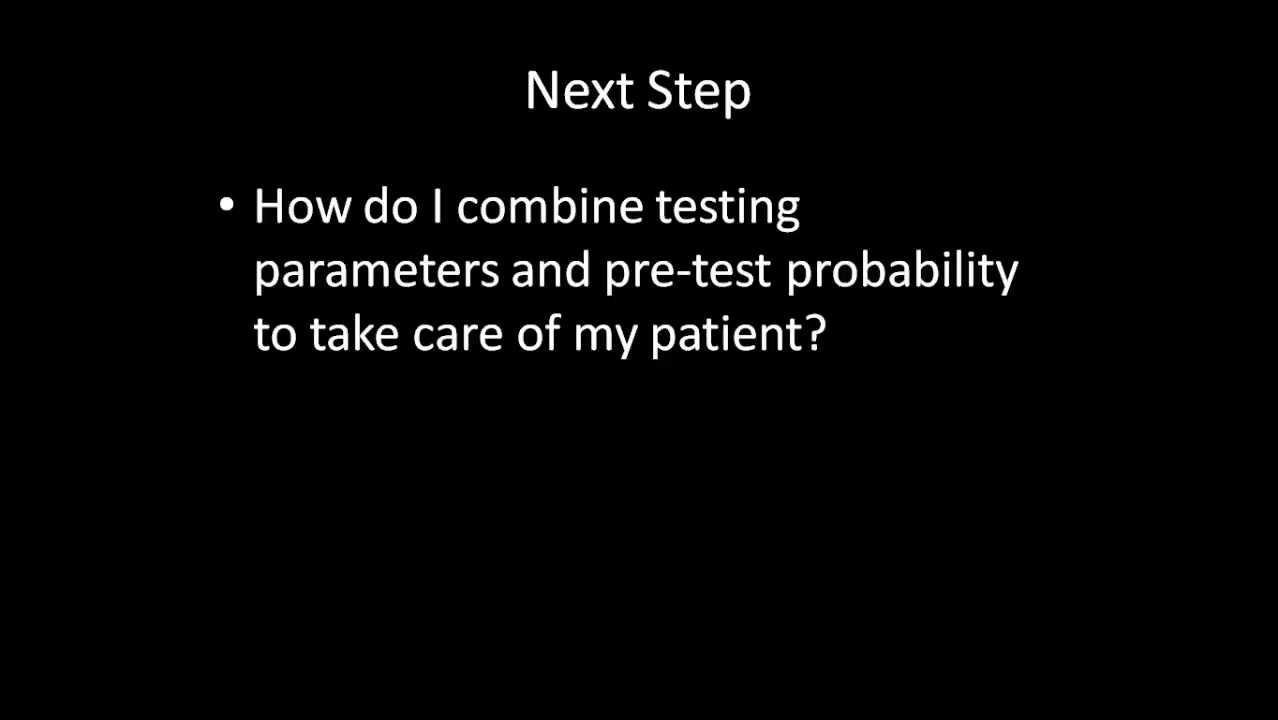 Next Step
• How do I combine testing
parameters and pre-test probability
to take care of my patient?